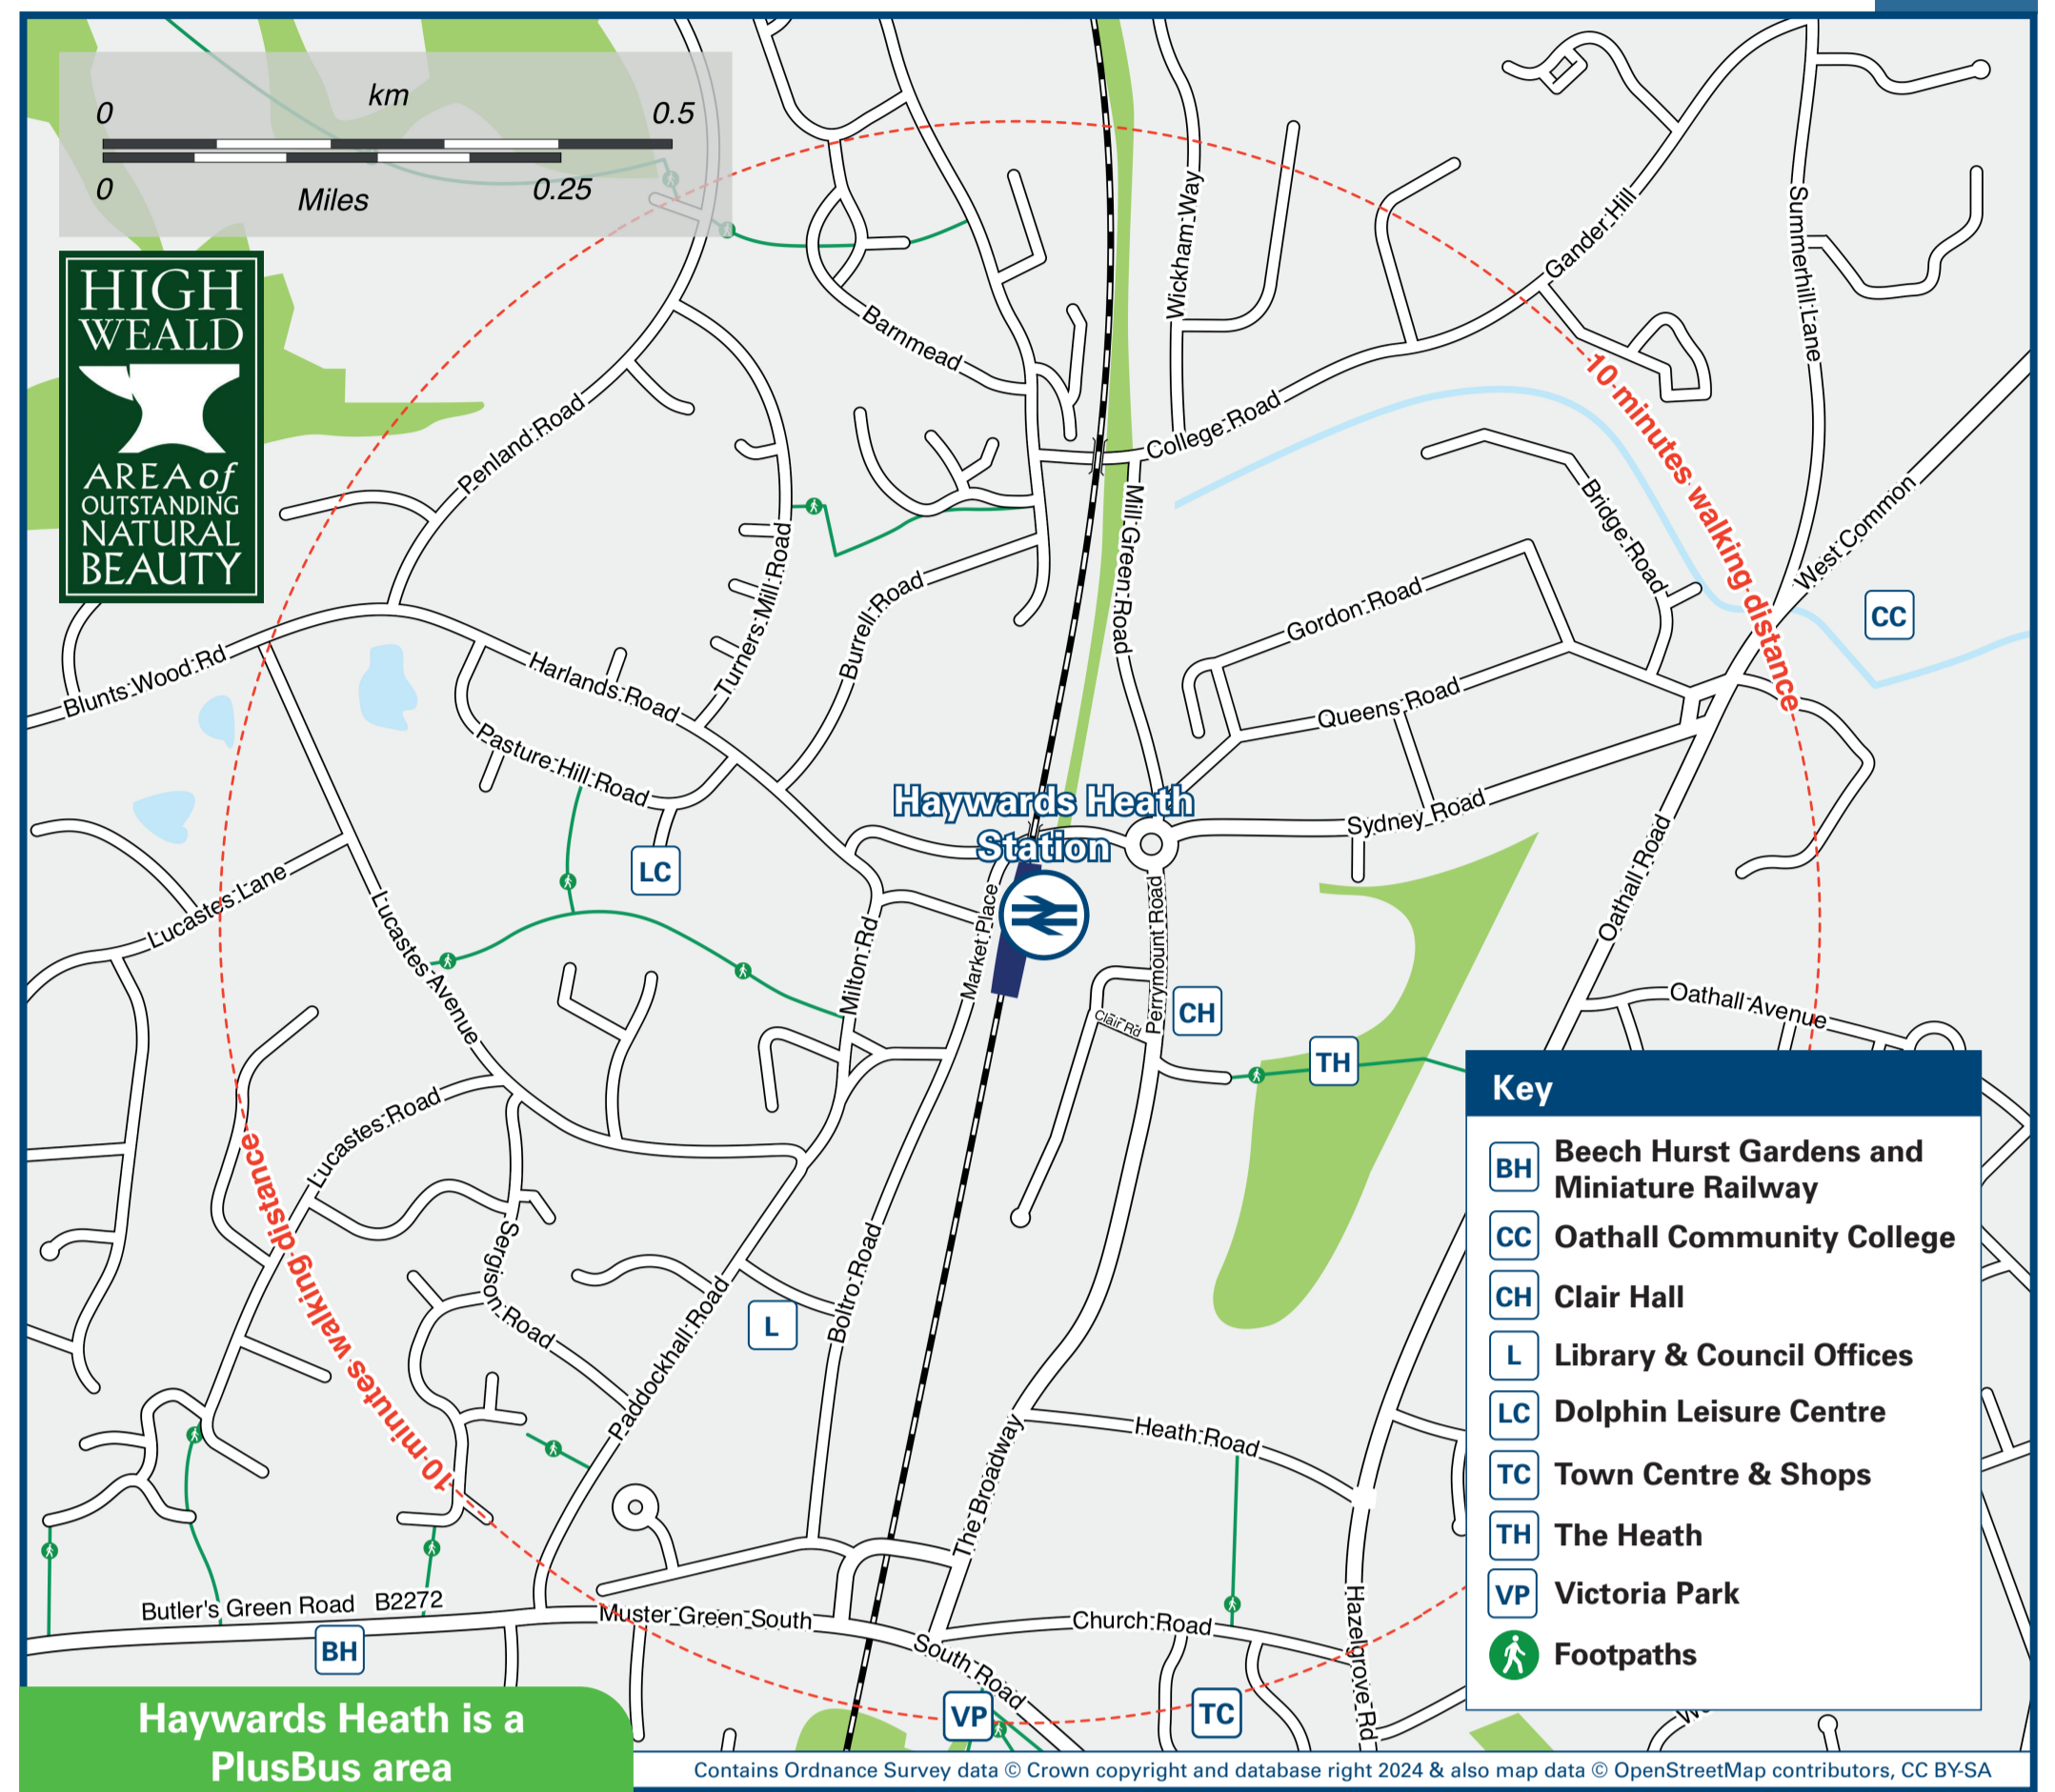 km
0 0.5
0 0.25
Miles
HIGH
WEALD
AREA of
OUTSTANDING
NATURAL
BEAUTY
Wickham Way
Gander Hill
Summerhill Lane
Barnmead
Penland Road
College Road
10 minutes walking distance
Mill Green Road
Bridge Road
West Common
CC
Turners Mill Road
Burrell Road
Gordon Road
Blunts Wood Rd
Harlands Road
Queens Road
Pasture Hill Road
Haywards Heath
Station
Sydney Road
LC
Oathall Road
Lucastes Lane
Lucastes Avenue
Milton Rd
Market Place
Perrymount Road
CH
Clair Rd
Oathall Avenue
TH
Lucastes Road
10 minutes walking distance
Sergison Road
Paddockhall Road
L
Boltro Road
The Broadway
Heath Road
Hazelgrove Rd
Butler's Green Road B2272
BH
Muster Green South
Church Road
South Road
VP
TC
Key
BH Beech Hurst Gardens and
Miniature Railway
CC Oathall Community College
CH Clair Hall
L Library & Council Offices
LC Dolphin Leisure Centre
TC Town Centre & Shops
TH The Heath
VP Victoria Park
Footpaths
Haywards Heath is a
PlusBus area
Contains Ordnance Survey data © Crown copyright and database right 2024 & also map data © OpenStreetMap contributors, CC BY-SA